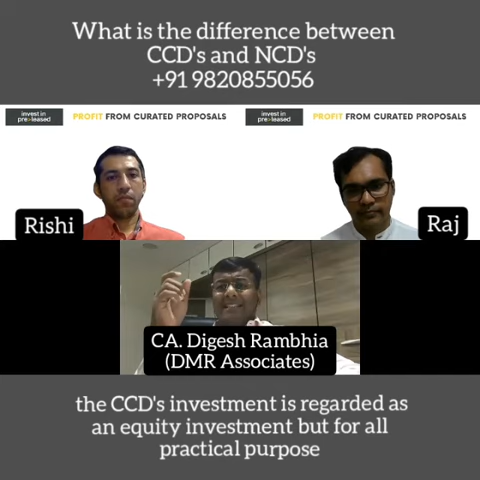 What is the difference between
CCD's and NCD's
+91 9820855056
invest in
pre>leased
PROFIT FROM CURATED PROPOSALS
invest in
pre>leased
PROFIT FROM CURATED PROPOSALS
Rishi
Raj
CA. Digesh Rambhia
(DMR Associates)
the CCD's investment is regarded as
an equity investment but for all
practical purpose